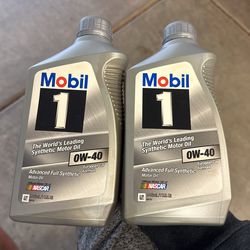 Mobil
1
The World's Leading
Synthetic Motor Oil
0W-40
Advanced Full Synthetic
Motor Oil
NASCAR
Mobil
1
The World's Leading
Synthetic Motor Oil
0W-40
Advanced Full Synthetic
Motor Oil
NASCAR